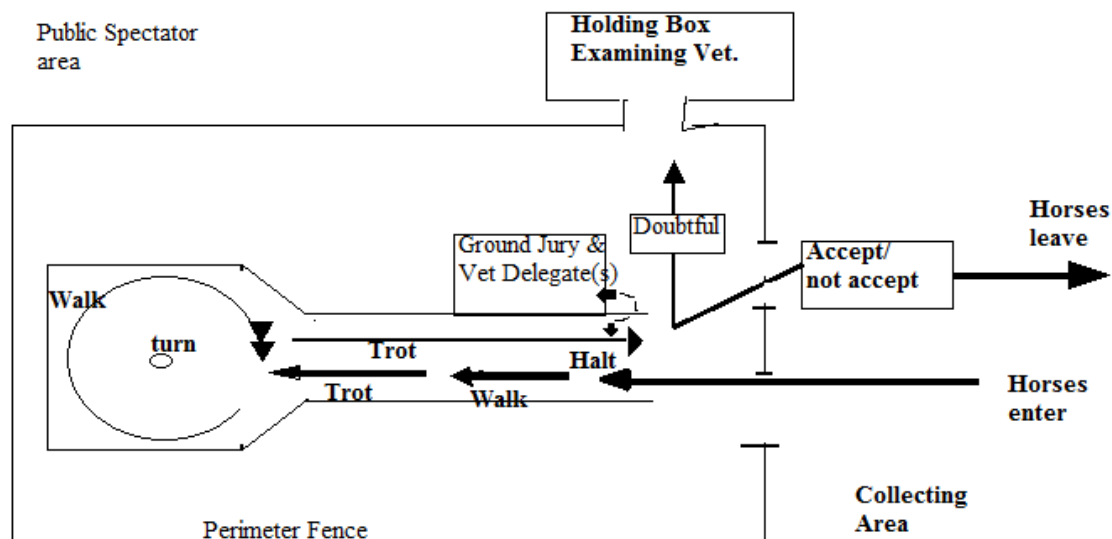 Public Spectator
area
Holding Box
Examining Vet.
Doubtful
Horses
leave
Ground Jury &
Vet Delegate(s)
Accept/
not accept
Walk
turn
Trot
Halt
Trot
Walk
Horses
enter
Collecting
Area
Perimeter Fence